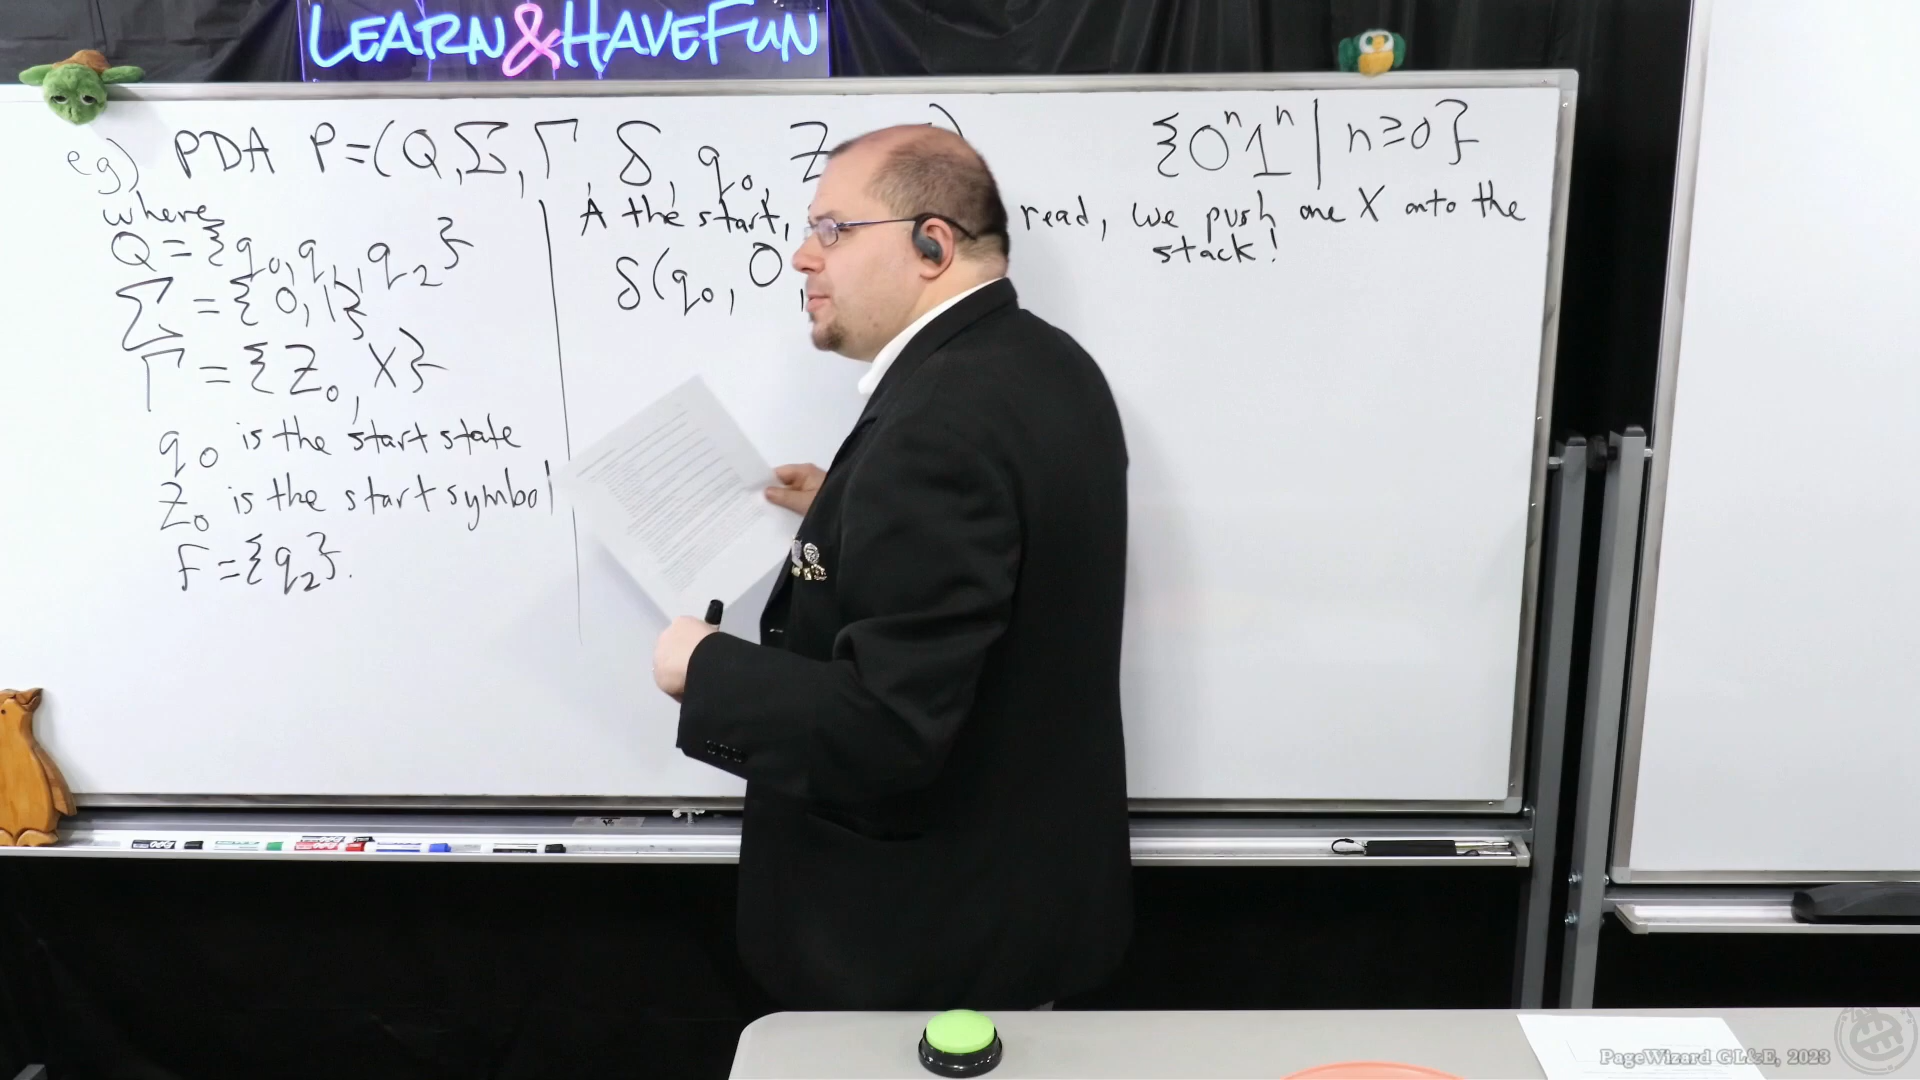 LEARN&HAVEFUN
eg) PDA P=(Q,Σ,Γ, δ, q₀, Z )
{0ⁿ1ⁿ | n≥0}
where
Q={q₀,q₁,q₂}
Σ={0,1}
Γ={Z₀,X}
q₀ is the start state
Z₀ is the start symbol
F={q₂}.
A the start, read, we push one X onto the
stack!
δ(q₀, 0,
PageWizard GL&E, 2023